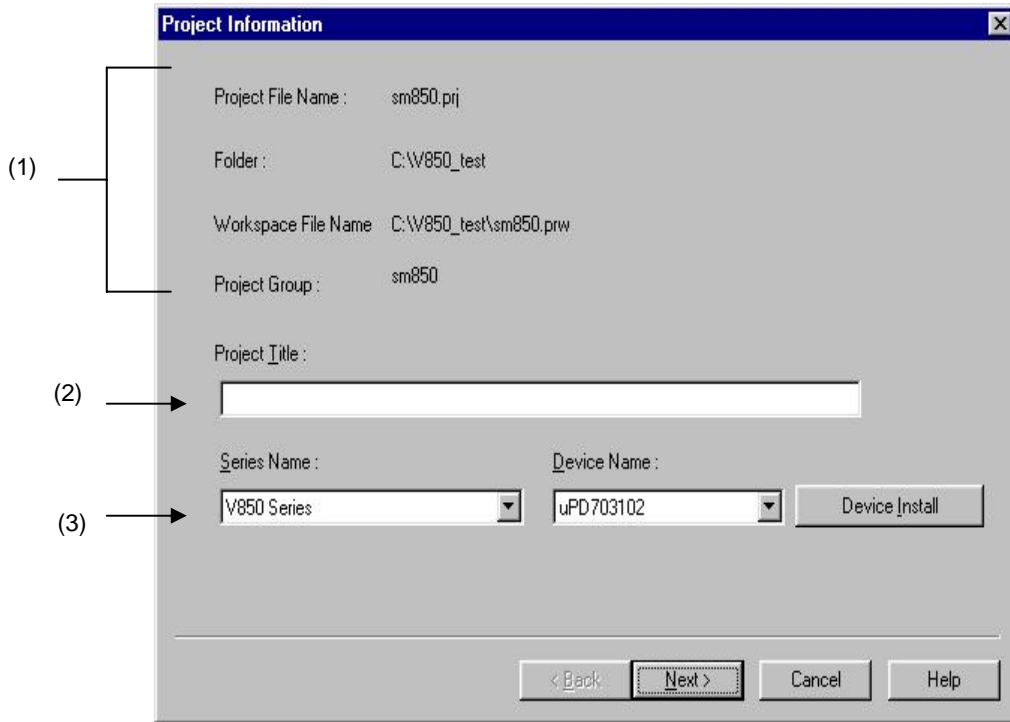 Project Information
(1)
Project File Name : sm850.prj
Folder : C:\V850_test
Workspace File Name C:\V850_test\sm850.prw
Project Group : sm850
Project Title :
(2)
Series Name : Device Name :
(3)
V850 Series uPD703102 Device Install
< Back Next > Cancel Help